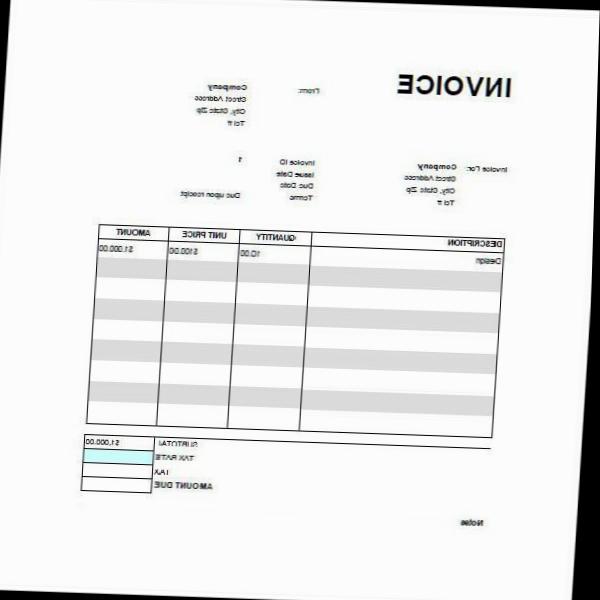 INVOICE
From:
Company
Street Address
City, State Zip
Tel #
Invoice For:
Company
Street Address
City, State Zip
Tel #
Invoice ID 1
Issue Date
Due Date
Terms Due upon receipt
DESCRIPTION QUANTITY UNIT PRICE AMOUNT
Design 10.00 $100.00 $1,000.00
SUBTOTAL $1,000.00
TAX RATE
TAX
AMOUNT DUE
Notes